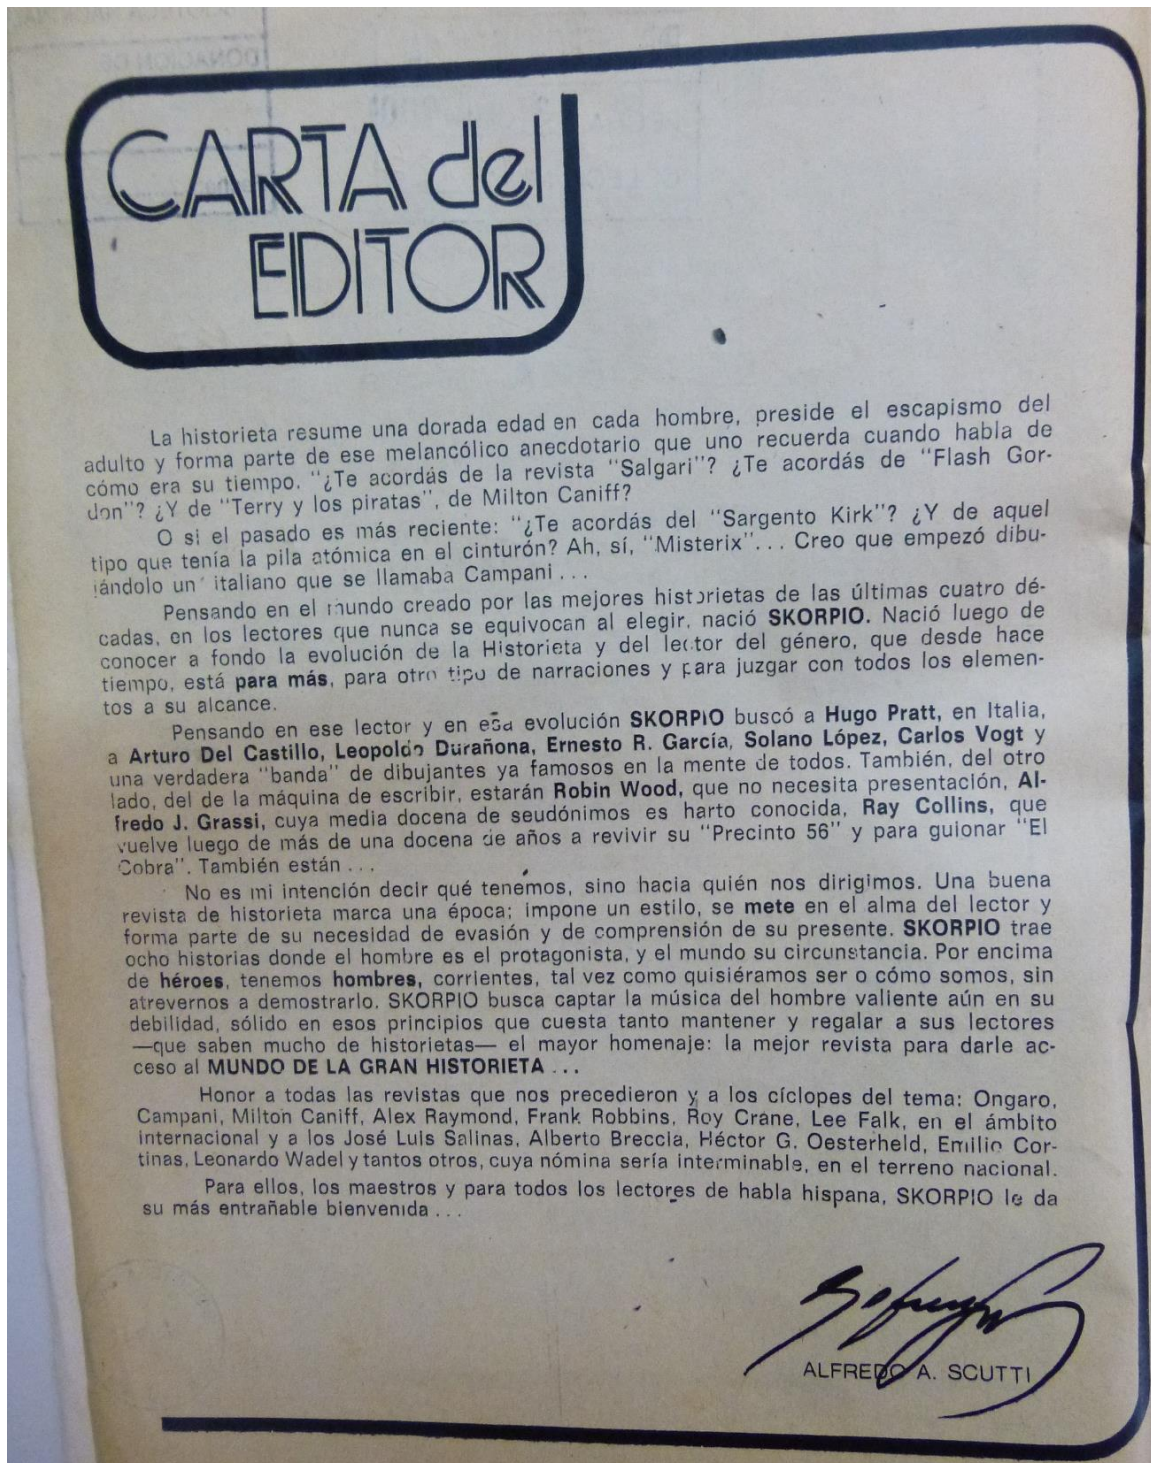 CARTA del
EDITOR
La historieta resume una dorada edad en cada hombre, preside el escapismo del
adulto y forma parte de ese melancólico anecdotario que uno recuerda cuando habla de
cómo era su tiempo. "¿Te acordás de la revista "Salgari"? ¿Te acordás de "Flash Gor-
don"? ¿Y de "Terry y los piratas", de Milton Caniff?
O si el pasado es más reciente: "¿Te acordás del "Sargento Kirk"? ¿Y de aquel
tipo que tenía la pila atómica en el cinturón? Ah, sí, "Misterix"... Creo que empezó dibu-
jándolo un italiano que se llamaba Campani...
Pensando en el mundo creado por las mejores historietas de las últimas cuatro dé-
cadas, en los lectores que nunca se equivocan al elegir, nació SKORPIO. Nació luego de
conocer a fondo la evolución de la Historieta y del lector del género, que desde hace
tiempo, está para más, para otro tipo de narraciones y para juzgar con todos los elemen-
tos a su alcance.
Pensando en ese lector y en esa evolución SKORPIO buscó a Hugo Pratt, en Italia,
a Arturo Del Castillo, Leopoldo Durañona, Ernesto R. García, Solano López, Carlos Vogt y
una verdadera "banda" de dibujantes ya famosos en la mente de todos. También, del otro
lado, del de la máquina de escribir, estarán Robin Wood, que no necesita presentación, Al-
fredo J. Grassi, cuya media docena de seudónimos es harto conocida, Ray Collins, que
vuelve luego de más de una docena de años a revivir su "Precinto 56" y para guionar "El
Cobra". También están...
No es mi intención decir qué tenemos, sino hacia quién nos dirigimos. Una buena
revista de historieta marca una época; impone un estilo, se mete en el alma del lector y
forma parte de su necesidad de evasión y de comprensión de su presente. SKORPIO trae
ocho historias donde el hombre es el protagonista, y el mundo su circunstancia. Por encima
de héroes, tenemos hombres, corrientes, tal vez como quisiéramos ser o cómo somos, sin
atrevernos a demostrarlo. SKORPIO busca captar la música del hombre valiente aún en su
debilidad, sólido en esos principios que cuesta tanto mantener y regalar a sus lectores
—que saben mucho de historietas— el mayor homenaje: la mejor revista para darle ac-
ceso al MUNDO DE LA GRAN HISTORIETA...
Honor a todas las revistas que nos precedieron y a los cíclopes del tema: Ongaro,
Campani, Milton Caniff, Alex Raymond, Frank Robbins, Roy Crane, Lee Falk, en el ámbito
internacional y a los José Luis Salinas, Alberto Breccia, Héctor G. Oesterheld, Emilio Cor-
tinas, Leonardo Wadel y tantos otros, cuya nómina sería interminable, en el terreno nacional.
Para ellos, los maestros y para todos los lectores de habla hispana, SKORPIO le da
su más entrañable bienvenida...
ALFREDO A. SCUTTI